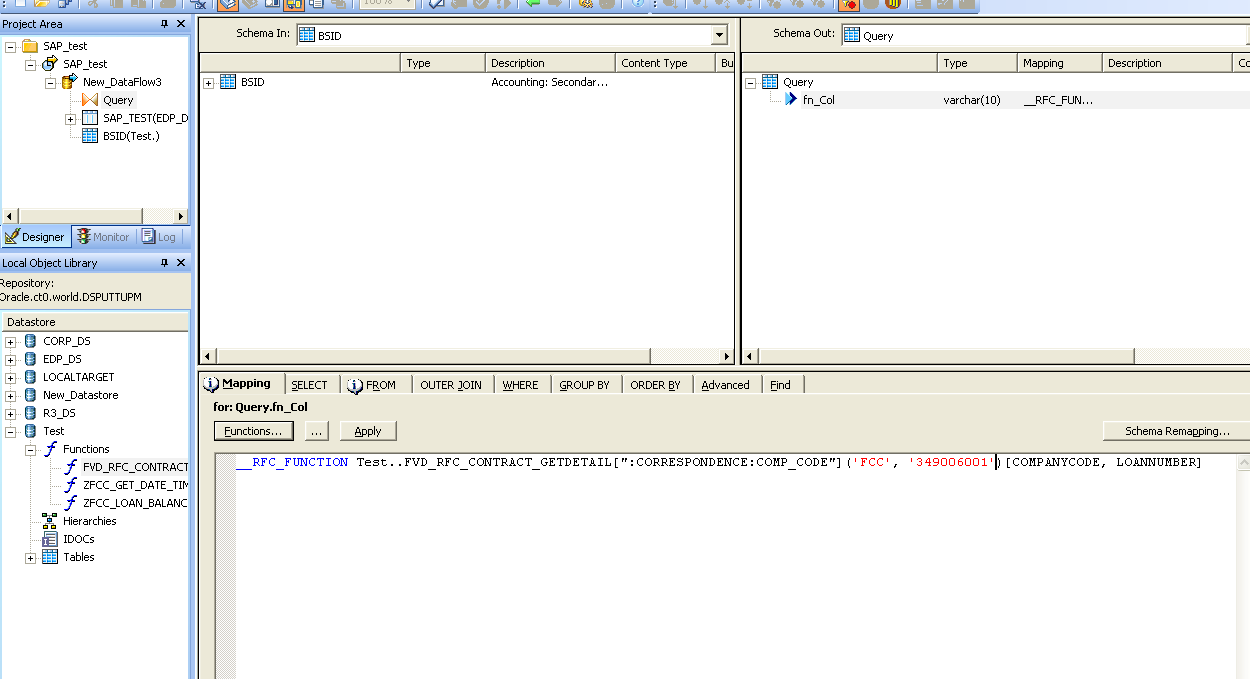 100 %
Project Area
SAP_test
SAP_test
New_DataFlow3
Query
SAP_TEST(EDP_D
BSID(Test.)
Designer
Monitor
Log
Local Object Library
Repository:
Oracle.ct0.world.DSPUTTUPM
Datastore
CORP_DS
EDP_DS
LOCALTARGET
New_Datastore
R3_DS
Test
Functions
FVD_RFC_CONTRACT
ZFCC_GET_DATE_TIM
ZFCC_LOAN_BALANC
Hierarchies
IDOCs
Tables
Schema In: BSID
Type Description Content Type Bu
BSID Accounting: Secondar...
Schema Out: Query
Type Mapping Description Co
Query
fn_Col varchar(10) __RFC_FUN...
Mapping SELECT FROM OUTER JOIN WHERE GROUP BY ORDER BY Advanced Find
for: Query.fn_Col
Functions... ... Apply Schema Remapping...
__RFC_FUNCTION Test..FVD_RFC_CONTRACT_GETDETAIL[":CORRESPONDENCE:COMP_CODE"]('FCC', '349006001')[COMPANYCODE, LOANNUMBER]